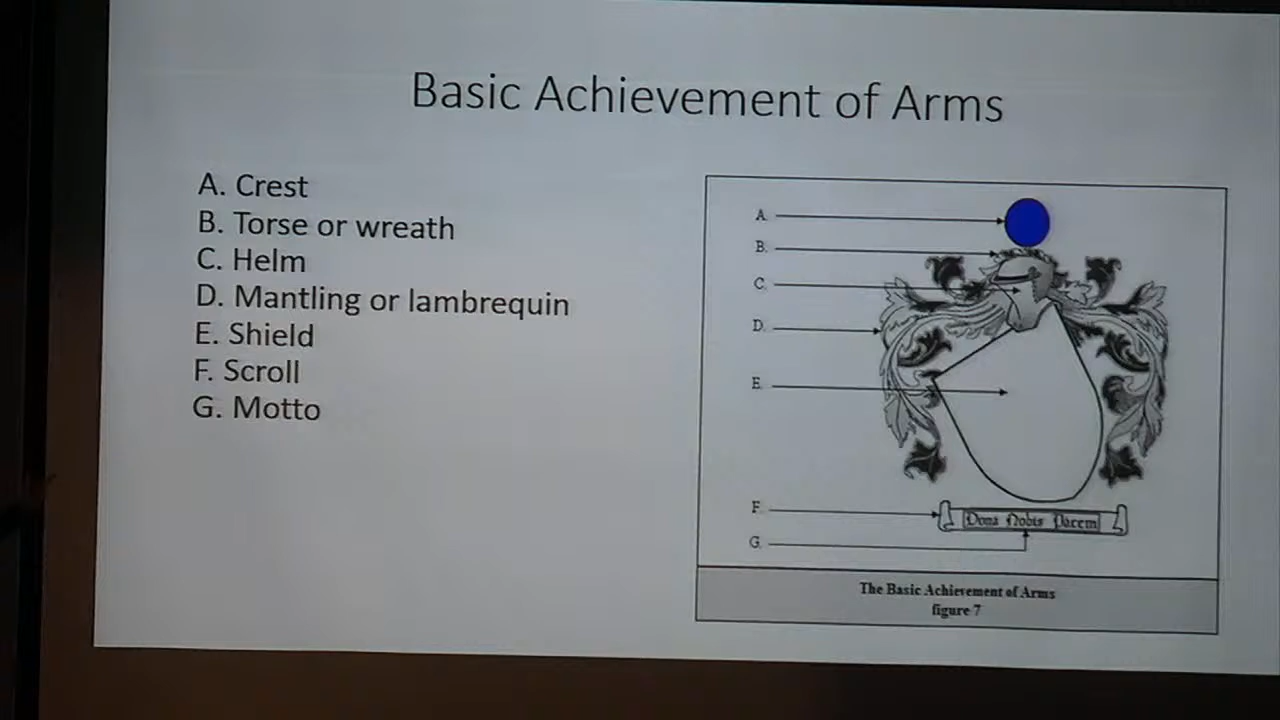 Basic Achievement of Arms
A. Crest
B. Torse or wreath
C. Helm
D. Mantling or lambrequin
E. Shield
F. Scroll
G. Motto
A.
B.
C.
D.
E.
F.
G.
Dona Nobis Pacem
The Basic Achievement of Arms
figure 7